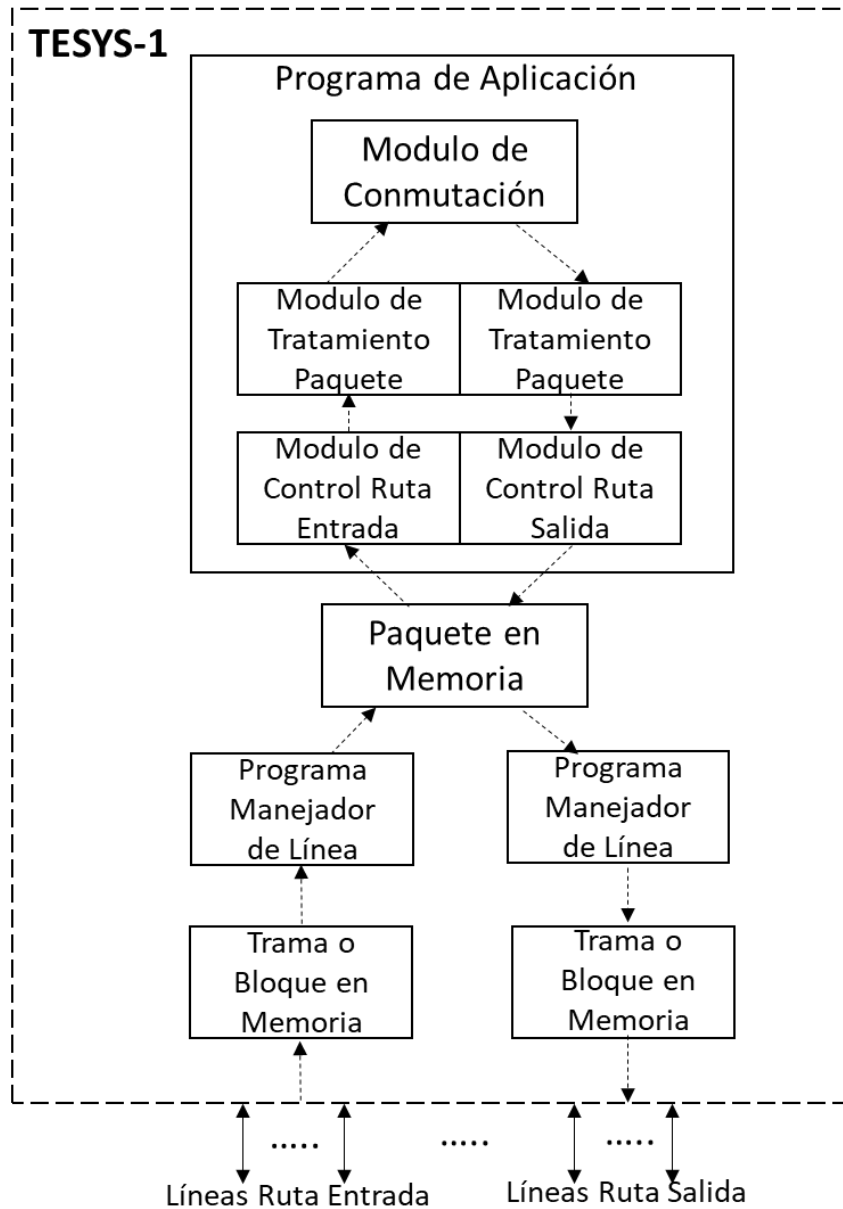 TESYS-1
Programa de Aplicación
Modulo de
Conmutación
Modulo de
Tratamiento
Paquete
Modulo de
Tratamiento
Paquete
Modulo de
Control Ruta
Entrada
Modulo de
Control Ruta
Salida
Paquete en
Memoria
Programa
Manejador
de Línea
Programa
Manejador
de Línea
Trama o
Bloque en
Memoria
Trama o
Bloque en
Memoria
..... ..... .....
Líneas Ruta Entrada
Líneas Ruta Salida